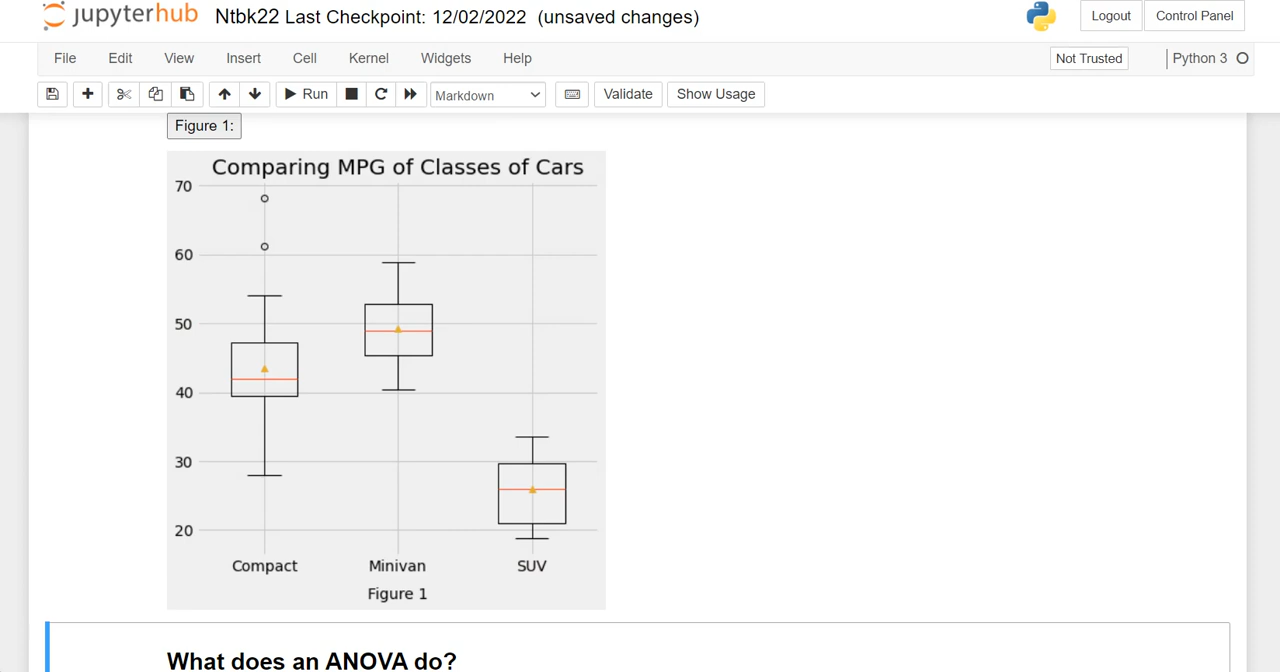 jupyterhub Ntbk22 Last Checkpoint: 12/02/2022 (unsaved changes) Logout Control Panel
File Edit View Insert Cell Kernel Widgets Help Not Trusted Python 3
Run Markdown Validate Show Usage
Figure 1:
Comparing MPG of Classes of Cars
70
60
50
40
30
20
Compact Minivan SUV
Figure 1
What does an ANOVA do?